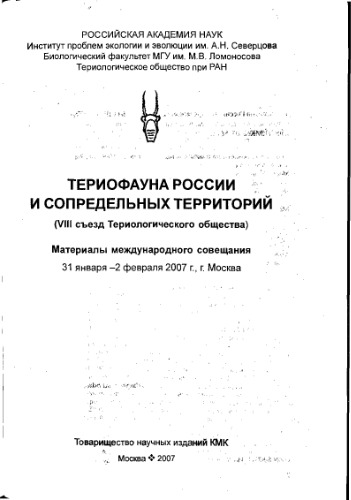 РОССИЙСКАЯ АКАДЕМИЯ НАУК
Институт проблем экологии и эволюции им. А.Н. Северцова
Биологический факультет МГУ им. М.В. Ломоносова
Териологическое общество при РАН
ТЕРИОФАУНА РОССИИ
И СОПРЕДЕЛЬНЫХ ТЕРРИТОРИЙ
(VIII съезд Териологического общества)
Материалы международного совещания
31 января –2 февраля 2007 г., г. Москва
Товарищество научных изданий КМК
Москва ❖ 2007